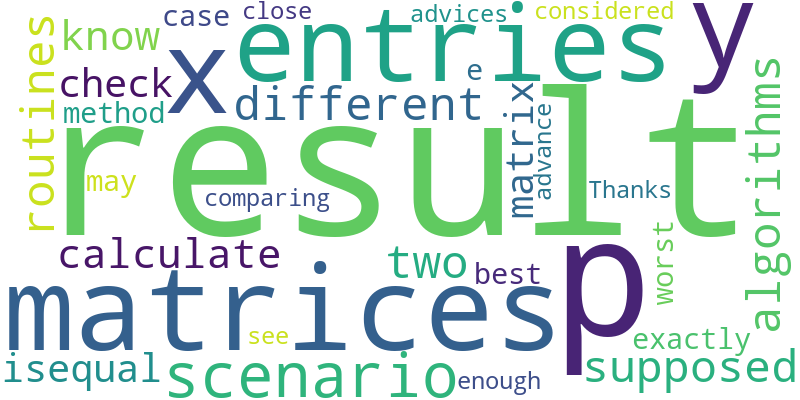 case
close
advices
considered
know
x
entries
y
routines
check
e
different
method
matrix
advance
algorithms
result
may
comparing
Thanks
calculate
two
best
p
worst
matrices
see
exactly
isequal
scenario
enough
supposed